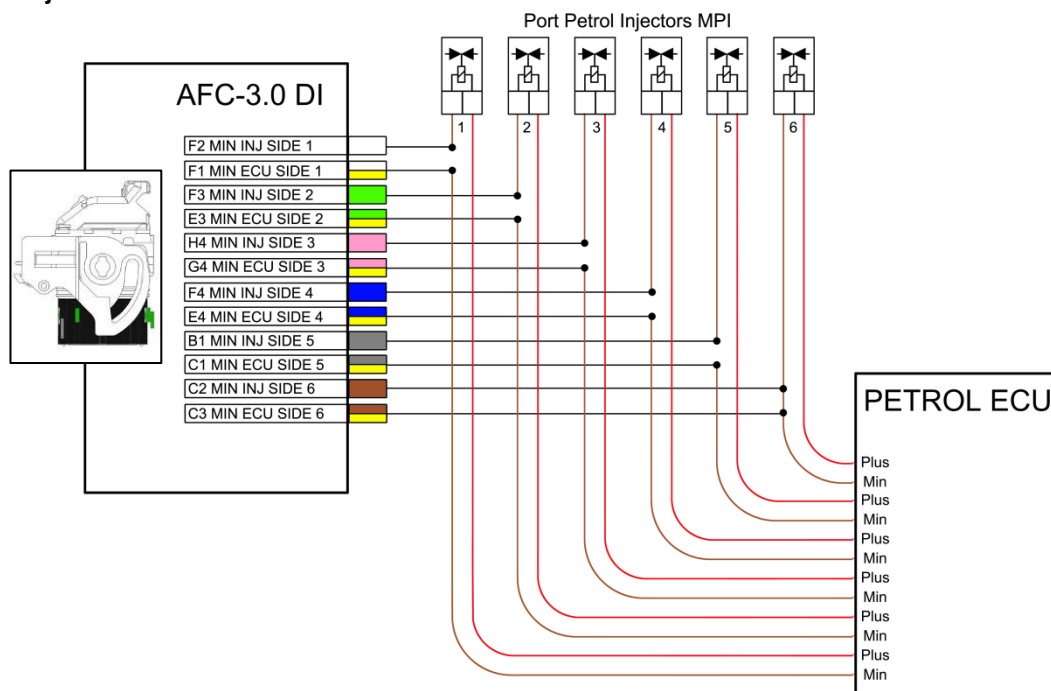 Port Petrol Injectors MPI
AFC-3.0 DI
1 2 3 4 5 6
F2 MIN INJ SIDE 1
F1 MIN ECU SIDE 1
F3 MIN INJ SIDE 2
E3 MIN ECU SIDE 2
H4 MIN INJ SIDE 3
G4 MIN ECU SIDE 3
F4 MIN INJ SIDE 4
E4 MIN ECU SIDE 4
B1 MIN INJ SIDE 5
C1 MIN ECU SIDE 5
C2 MIN INJ SIDE 6
C3 MIN ECU SIDE 6
PETROL ECU
Plus
Min
Plus
Min
Plus
Min
Plus
Min
Plus
Min
Plus
Min